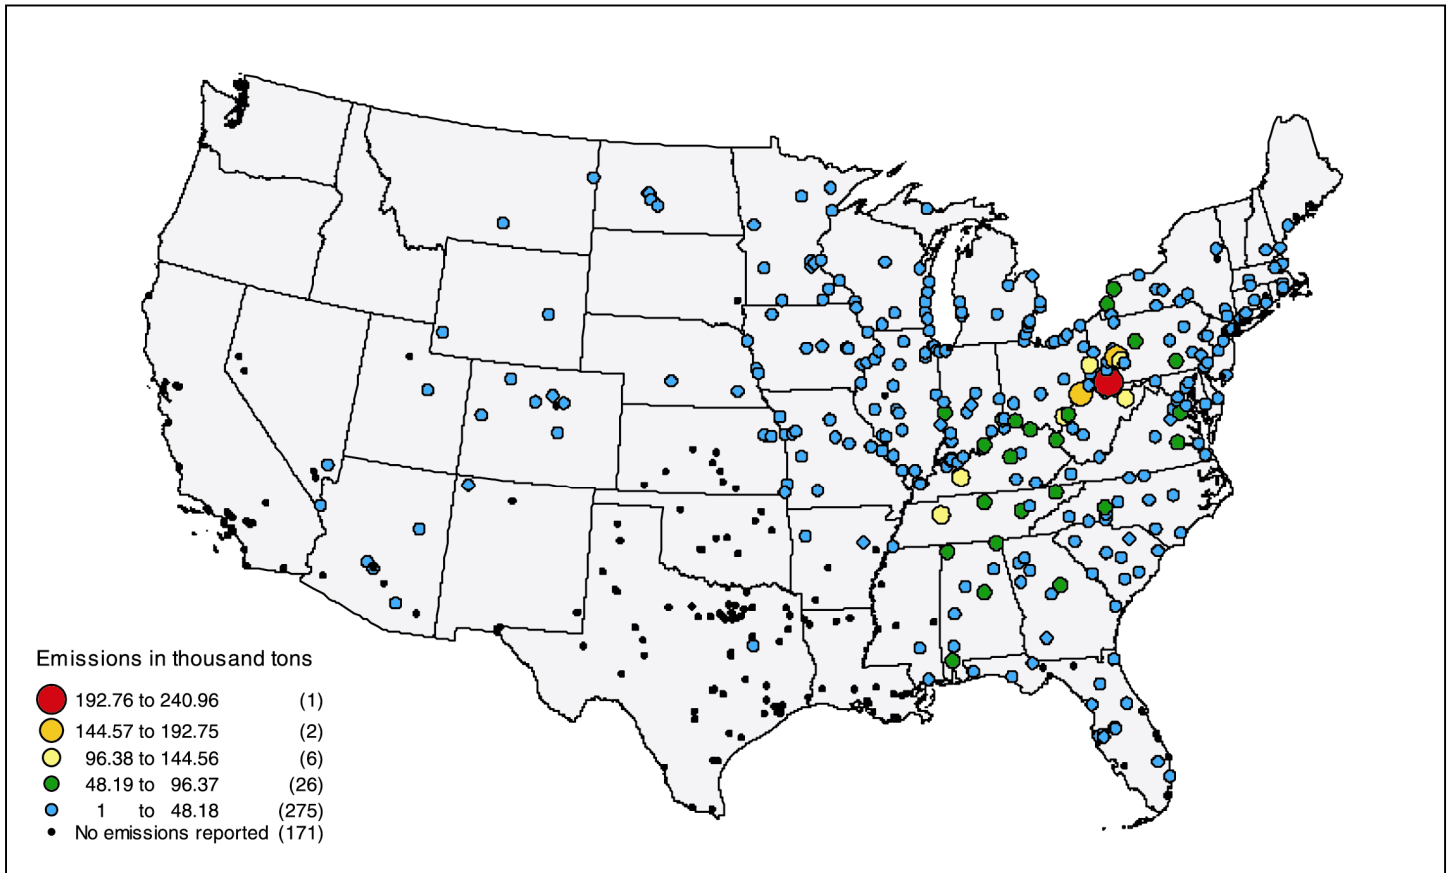 Emissions in thousand tons
192.76 to 240.96 (1)
144.57 to 192.75 (2)
96.38 to 144.56 (6)
48.19 to 96.37 (26)
1 to 48.18 (275)
No emissions reported (171)